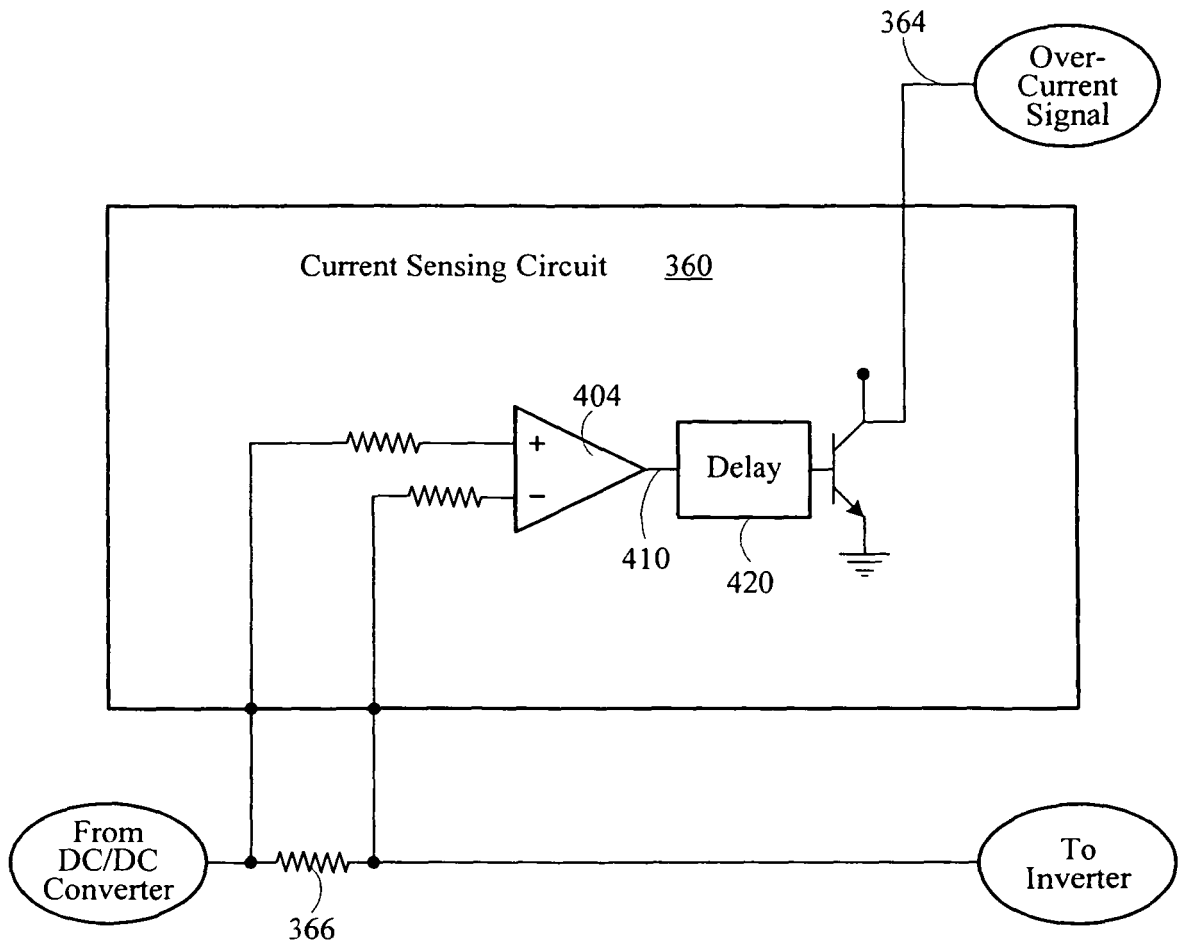 364
Over-
Current
Signal
Current Sensing Circuit 360
404
+
−
Delay
410
420
From
DC/DC
Converter
To
Inverter
366